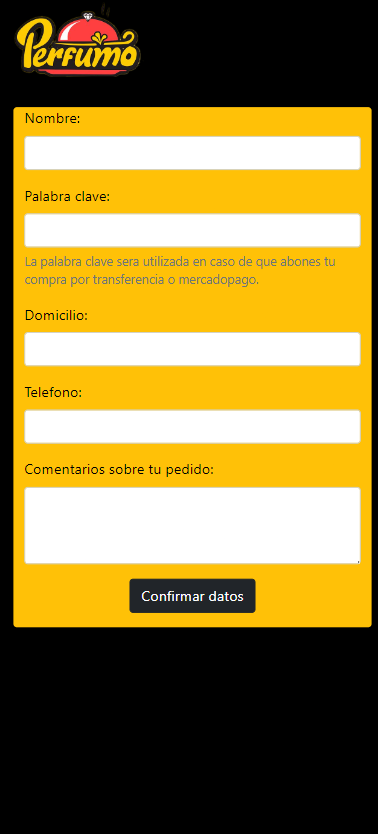 Perfumo
Nombre:
Palabra clave:
La palabra clave sera utilizada en caso de que abones tu
compra por transferencia o mercadopago.
Domicilio:
Telefono:
Comentarios sobre tu pedido:
Confirmar datos